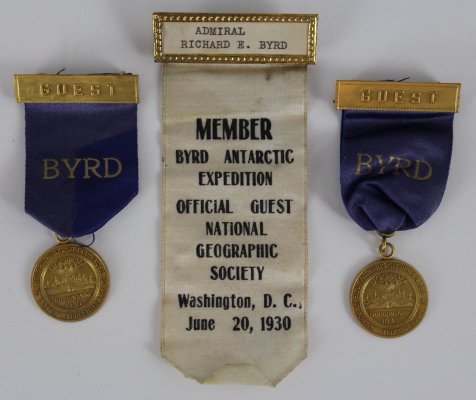 GUEST
BYRD
ADMIRAL
RICHARD E. BYRD
MEMBER
BYRD ANTARCTIC
EXPEDITION
OFFICIAL GUEST
NATIONAL
GEOGRAPHIC
SOCIETY
Washington, D. C.,
June 20, 1930
GUEST
BYRD